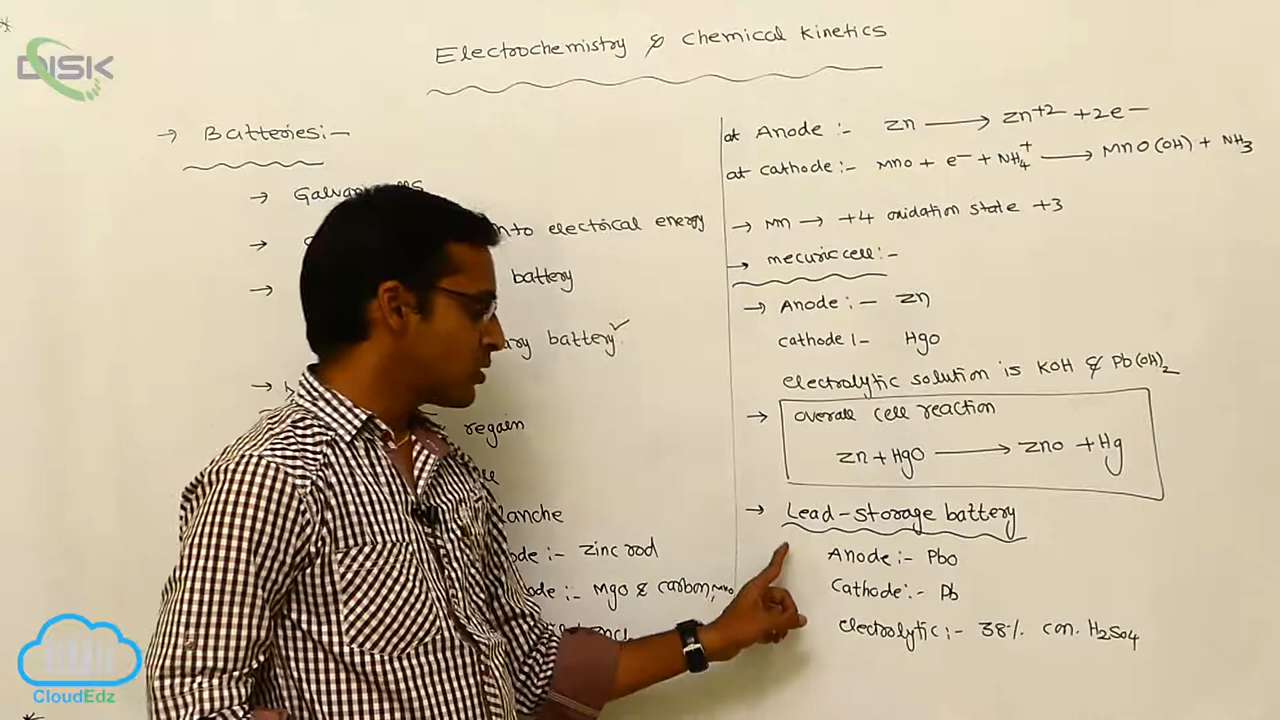 DISK
Electrochemistry & chemical kinetics
→ Batteries:-
→ Galvanic cells
→ into electrical energy
→ battery
battery ✓
→
regain
lanche
ode :- zinc rod
ode :- MgO & carbon, MnO
at Anode :- Zn → Zn+2 + 2e-
at cathode :- MnO + e- + NH4+ → MnO(OH) + NH3
→ Mn → +4 oxidation state +3
→ mecuric cell :-
→ Anode :- Zn
cathode :- HgO
electrolytic solution is KOH & Pb(OH)2
→ overall cell reaction
Zn + HgO → ZnO + Hg
→ Lead-storage battery
Anode :- PbO
Cathode :- Pb
electrolytic :- 38% con. H2SO4
CloudEdz